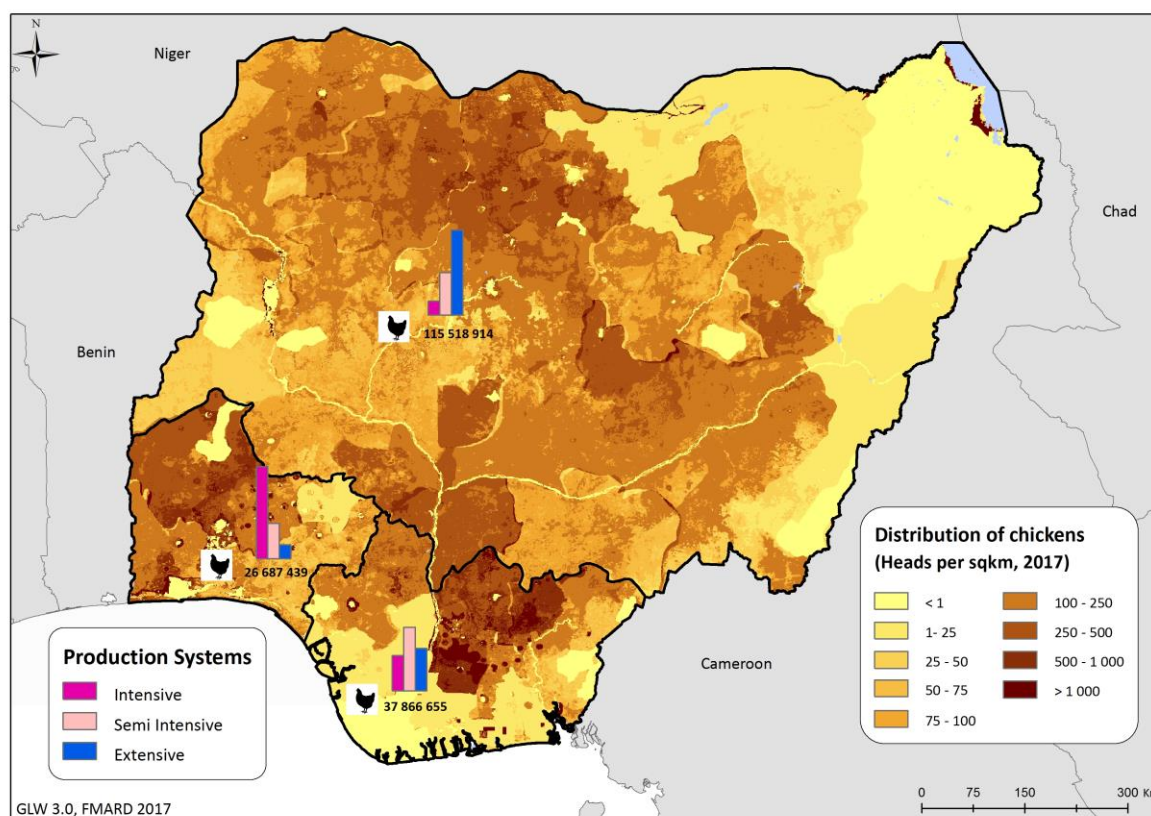 N
Niger
Chad
Benin
115 518 914
26 687 439
37 866 655
Cameroon
Production Systems
Intensive
Semi Intensive
Extensive
Distribution of chickens
(Heads per sqkm, 2017)
< 1
1- 25
25 - 50
50 - 75
75 - 100
100 - 250
250 - 500
500 - 1 000
> 1 000
GLW 3.0, FMARD 2017
0 75 150 300 Km